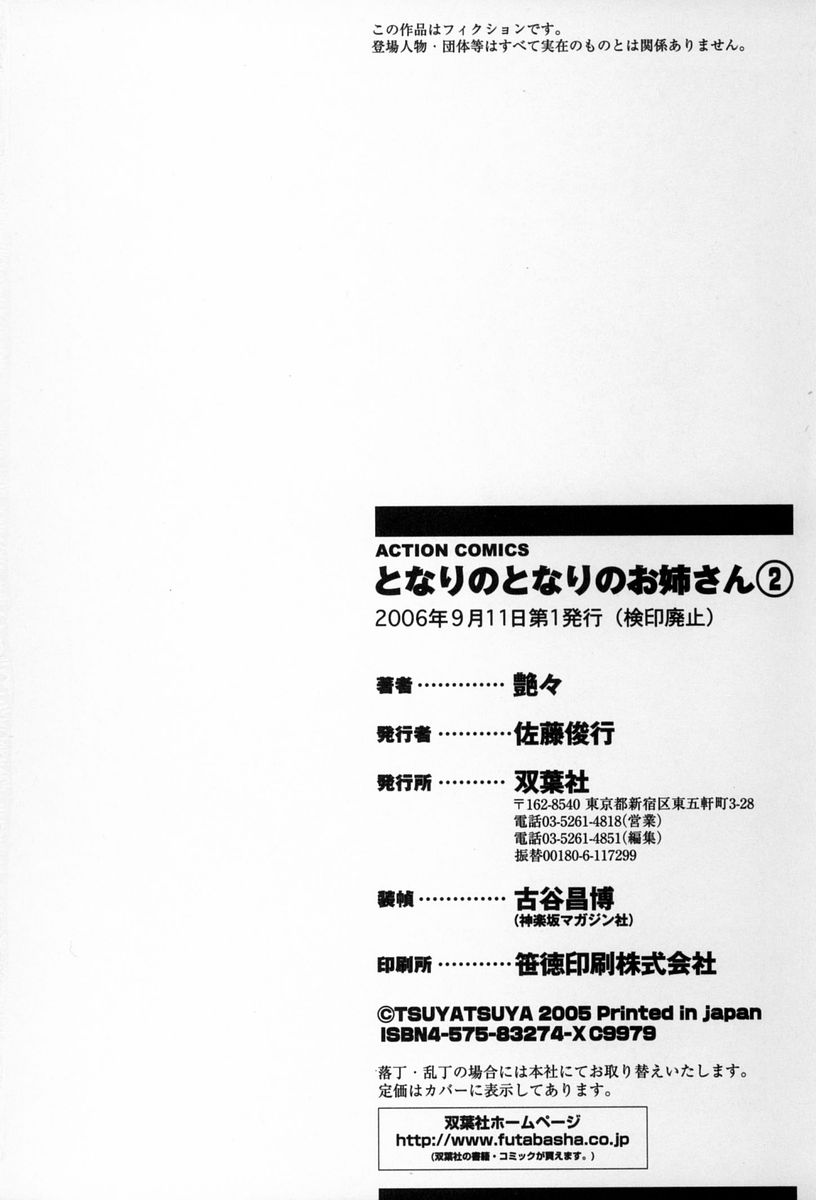 この作品はフィクションです。
登場人物・団体等はすべて実在のものとは関係ありません。
ACTION COMICS
となりのとなりのお姉さん②
2006年9月11日第1発行（検印廃止）
著者…………艶々
発行者…………佐藤俊行
発行所…………双葉社
〒162-8540 東京都新宿区東五軒町3-28
電話03-5261-4818(営業)
電話03-5261-4851(編集)
振替00180-6-117299
装幀…………古谷昌博
(神楽坂マガジン社)
印刷所…………笹徳印刷株式会社
©TSUYATSUYA 2005 Printed in japan
ISBN4-575-83274-X C9979
落丁・乱丁の場合には本社にてお取り替えいたします。
定価はカバーに表示してあります。
双葉社ホームページ
http://www.futabasha.co.jp
(双葉社の書籍・コミックが買えます。)